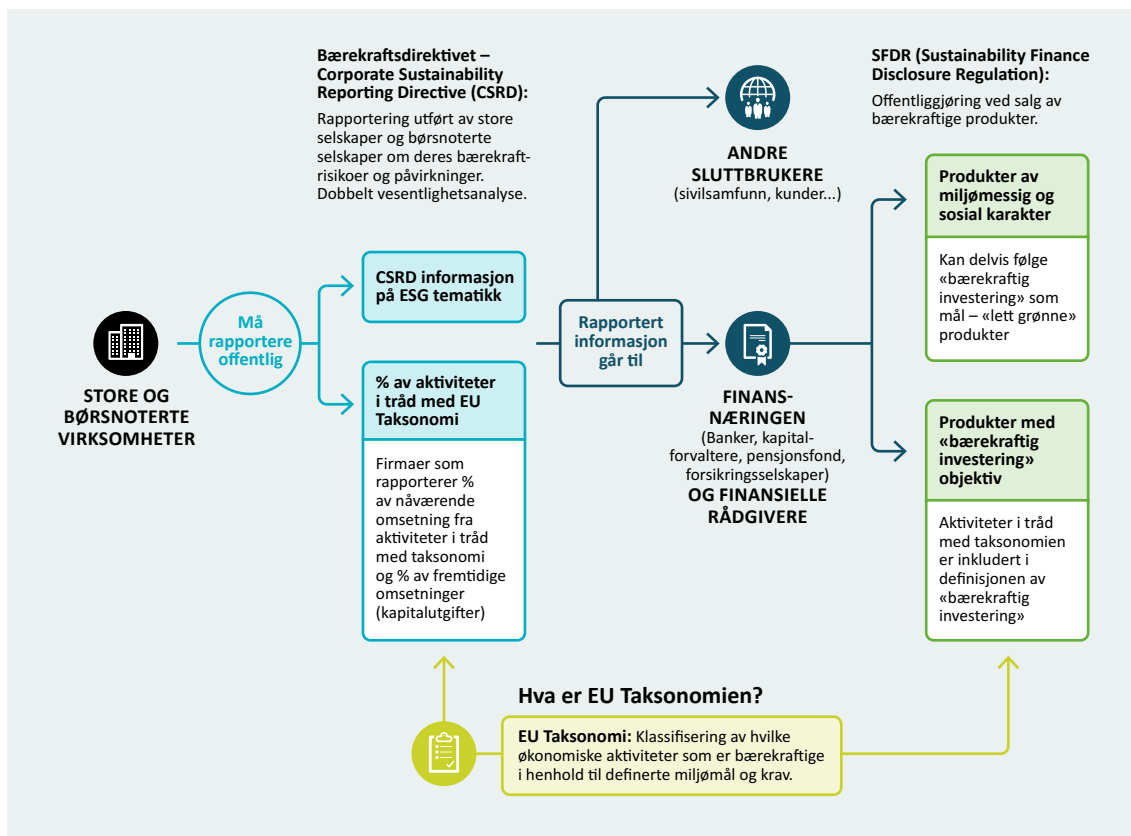 Bærekraftsdirektivet –
Corporate Sustainability
Reporting Directive (CSRD):
Rapportering utført av store
selskaper og børsnoterte
selskaper om deres bærekraft-
risikoer og påvirkninger.
Dobbelt vesentlighetsanalyse.
SFDR (Sustainability Finance
Disclosure Regulation):
Offentliggjøring ved salg av
bærekraftige produkter.
ANDRE
SLUTTBRUKERE
(sivilsamfunn, kunder...)
STORE OG
BØRSNOTERTE
VIRKSOMHETER
Må
rapportere
offentlig
CSRD informasjon
på ESG tematikk
% av aktiviteter
i tråd med EU
Taksonomi
Firmaer som
rapporterer %
av nåværende
omsetning fra
aktiviteter i tråd
med taksonomi
og % av fremtidige
omsetninger
(kapitalutgifter)
Rapportert
informasjon
går til
FINANS-
NÆRINGEN
(Banker, kapital-
forvaltere, pensjonsfond,
forsikringsselskaper)
OG FINANSIELLE
RÅDGIVERE
Produkter av
miljømessig og
sosial karakter
Kan delvis følge
«bærekraftig
investering» som
mål – «lett grønne»
produkter
Produkter med
«bærekraftig
investering»
objektiv
Aktiviteter i tråd
med taksonomien
er inkludert i
definisjonen av
«bærekraftig
investering»
Hva er EU Taksonomien?
EU Taksonomi: Klassifisering av hvilke
økonomiske aktiviteter som er bærekraftige
i henhold til definerte miljømål og krav.